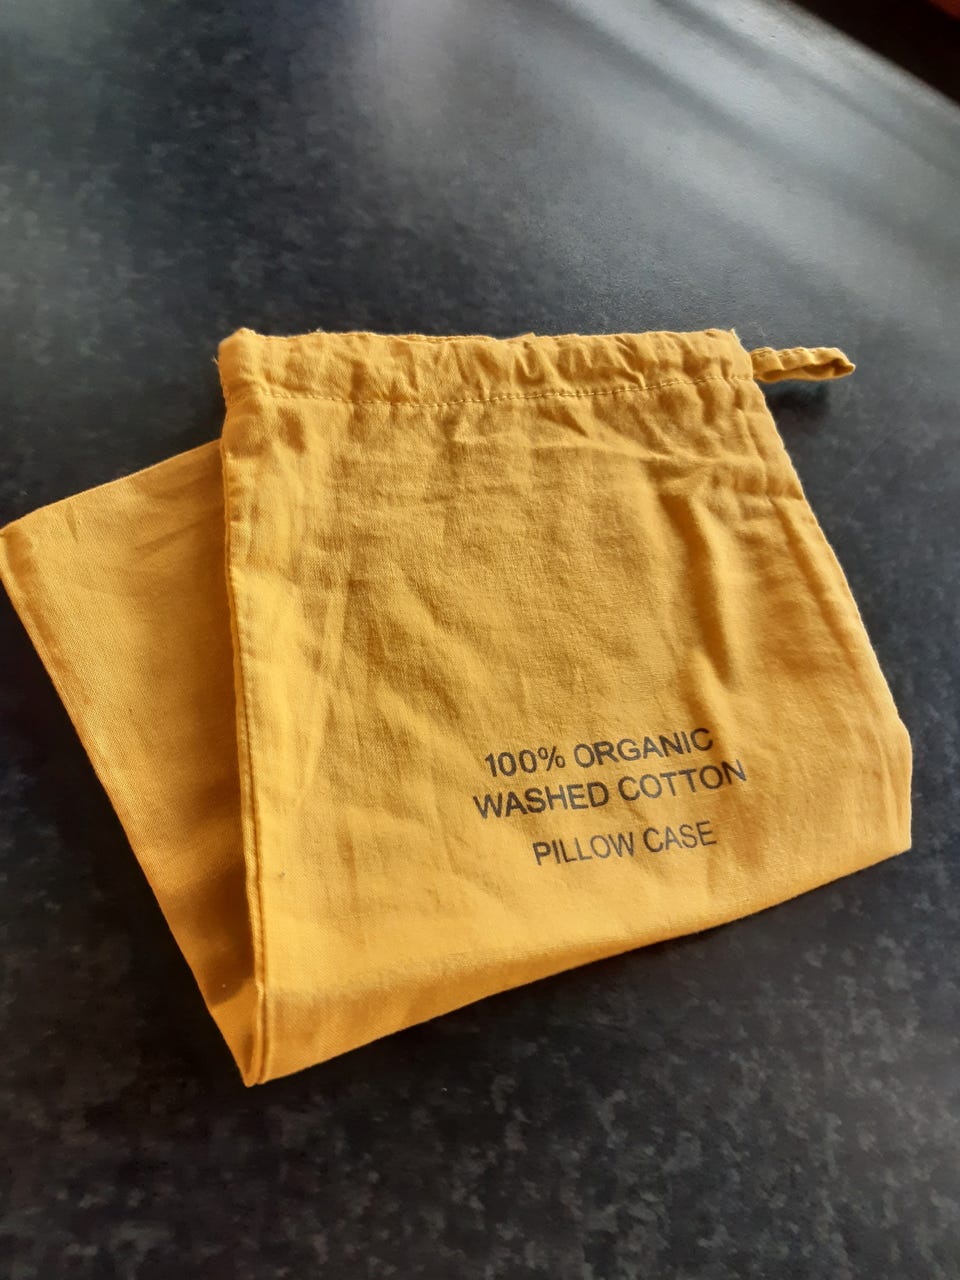 100% ORGANIC
WASHED COTTON
PILLOW CASE